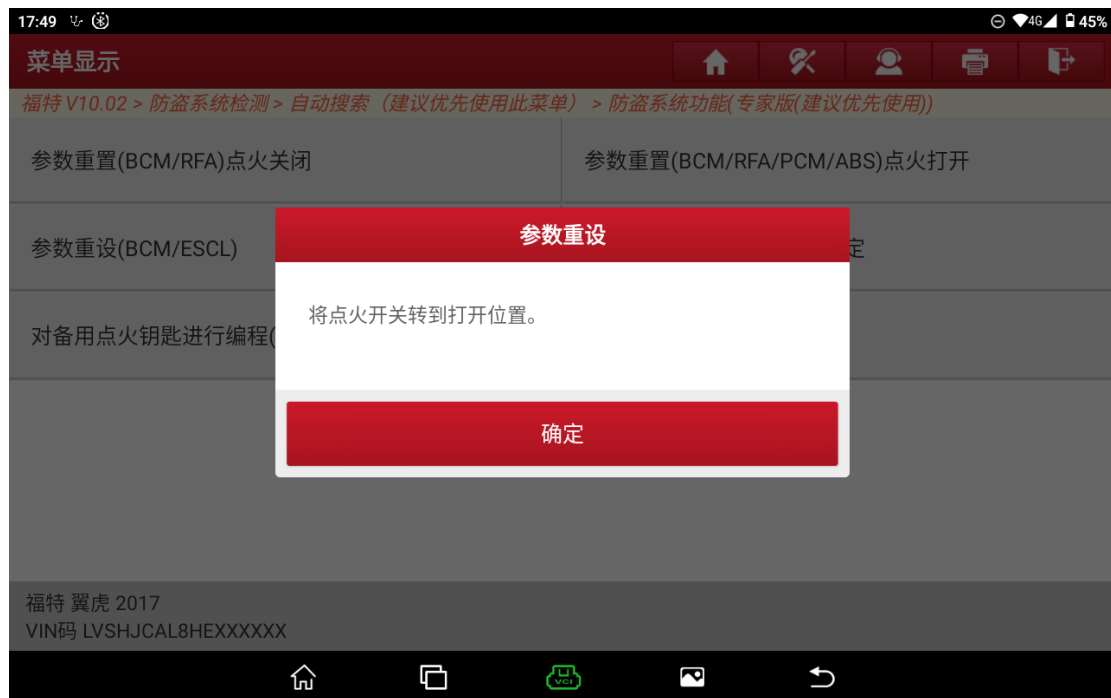 17:49
4G 45%
菜单显示
福特 V10.02 > 防盗系统检测 > 自动搜索（建议优先使用此菜单） > 防盗系统功能(专家版(建议优先使用))
参数重置(BCM/RFA)点火关闭
参数重置(BCM/RFA/PCM/ABS)点火打开
参数重设(BCM/ESCL)
定
对备用点火钥匙进行编程(
参数重设
将点火开关转到打开位置。
确定
福特 翼虎 2017
VIN码 LVSHJCAL8HEXXXXXX
VCI